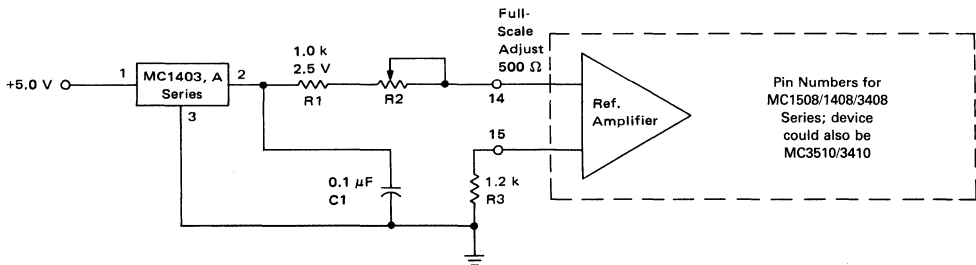 +5.0 V
1
MC1403, A
Series
2
3
1.0 k
2.5 V
R1
R2
Full-
Scale
Adjust
500 Ω
14
15
Ref.
Amplifier
0.1 μF
C1
1.2 k
R3
Pin Numbers for
MC1508/1408/3408
Series; device
could also be
MC3510/3410